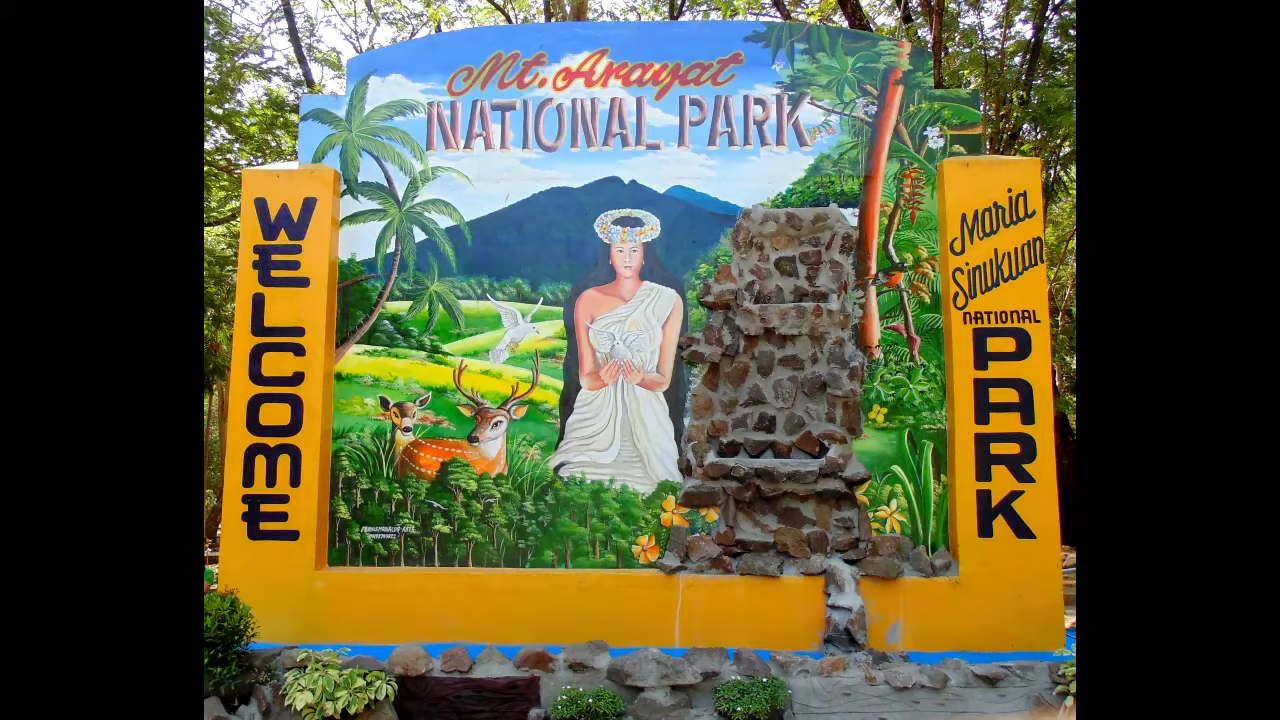 Mt. Arayat
NATIONAL PARK
WELCOME
Maria
Sinukuan
NATIONAL
PARK